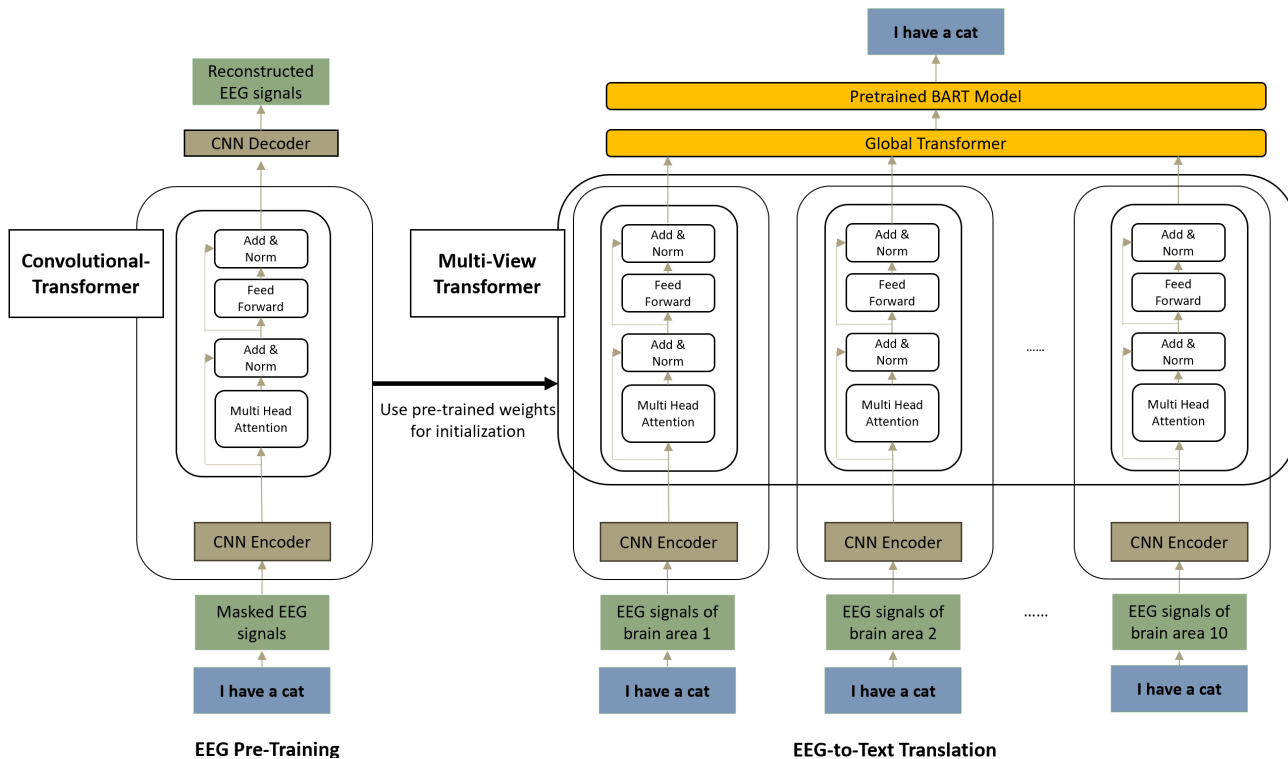 I have a cat
Reconstructed
EEG signals
Pretrained BART Model
CNN Decoder
Global Transformer
Convolutional-
Transformer
Add &
Norm
Feed
Forward
Add &
Norm
Multi Head
Attention
CNN Encoder
Masked EEG
signals
I have a cat
EEG Pre-Training
Use pre-trained weights
for initialization
Multi-View
Transformer
Add &
Norm
Feed
Forward
Add &
Norm
Multi Head
Attention
CNN Encoder
EEG signals of
brain area 1
I have a cat
Add &
Norm
Feed
Forward
Add &
Norm
Multi Head
Attention
CNN Encoder
EEG signals of
brain area 2
I have a cat
......
......
Add &
Norm
Feed
Forward
Add &
Norm
Multi Head
Attention
CNN Encoder
EEG signals of
brain area 10
I have a cat
EEG-to-Text Translation